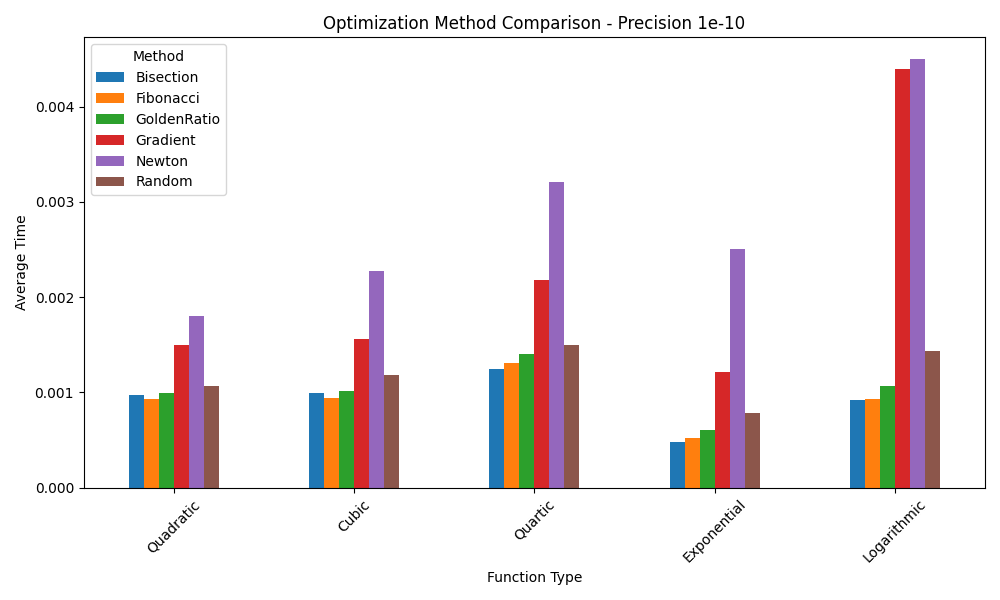 Optimization Method Comparison - Precision 1e-10
Method
Bisection
Fibonacci
GoldenRatio
Gradient
Newton
Random
Average Time
0.004
0.003
0.002
0.001
0.000
Quadratic
Cubic
Quartic
Exponential
Logarithmic
Function Type